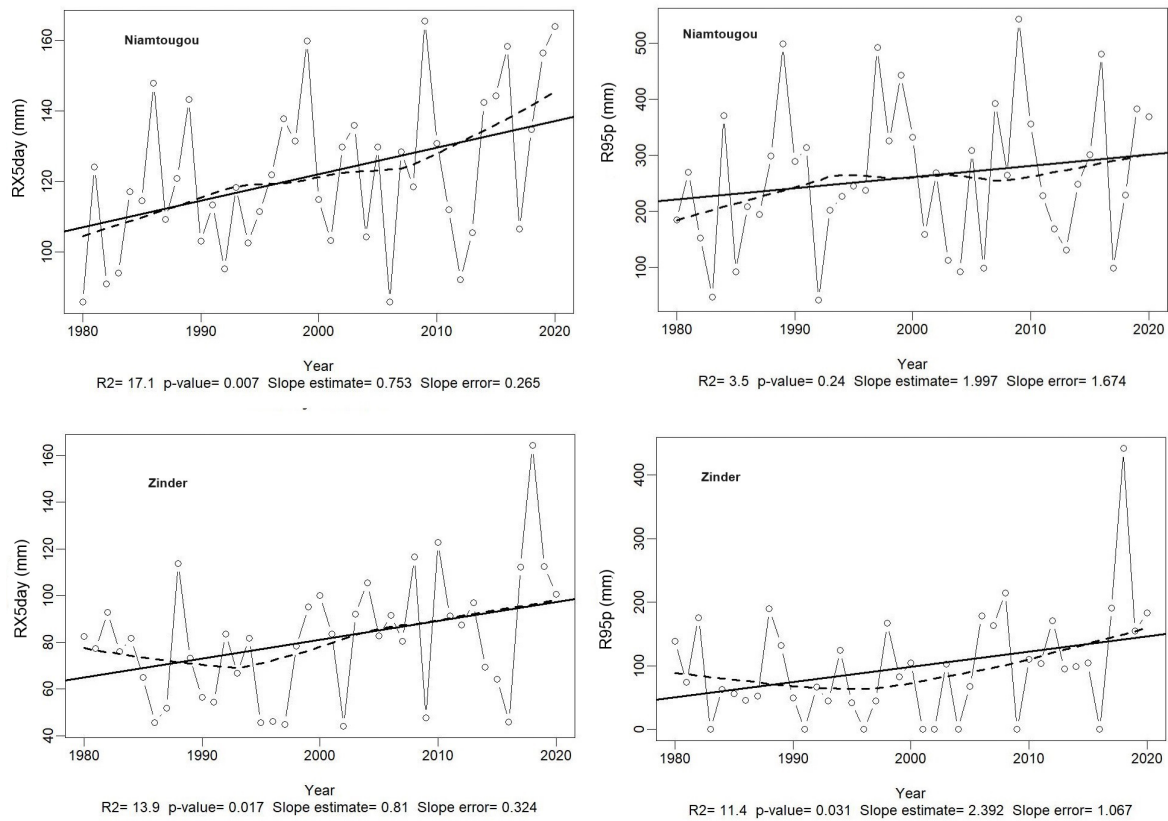 Niamtougou
RX5day (mm)
160
140
120
100
1980 1990 2000 2010 2020
Year
R2= 17.1 p-value= 0.007 Slope estimate= 0.753 Slope error= 0.265
Niamtougou
R95p (mm)
500
400
300
200
100
1980 1990 2000 2010 2020
Year
R2= 3.5 p-value= 0.24 Slope estimate= 1.997 Slope error= 1.674
Zinder
RX5day (mm)
160
140
120
100
80
60
40
1980 1990 2000 2010 2020
Year
R2= 13.9 p-value= 0.017 Slope estimate= 0.81 Slope error= 0.324
Zinder
R95p (mm)
400
300
200
100
0
1980 1990 2000 2010 2020
Year
R2= 11.4 p-value= 0.031 Slope estimate= 2.392 Slope error= 1.067